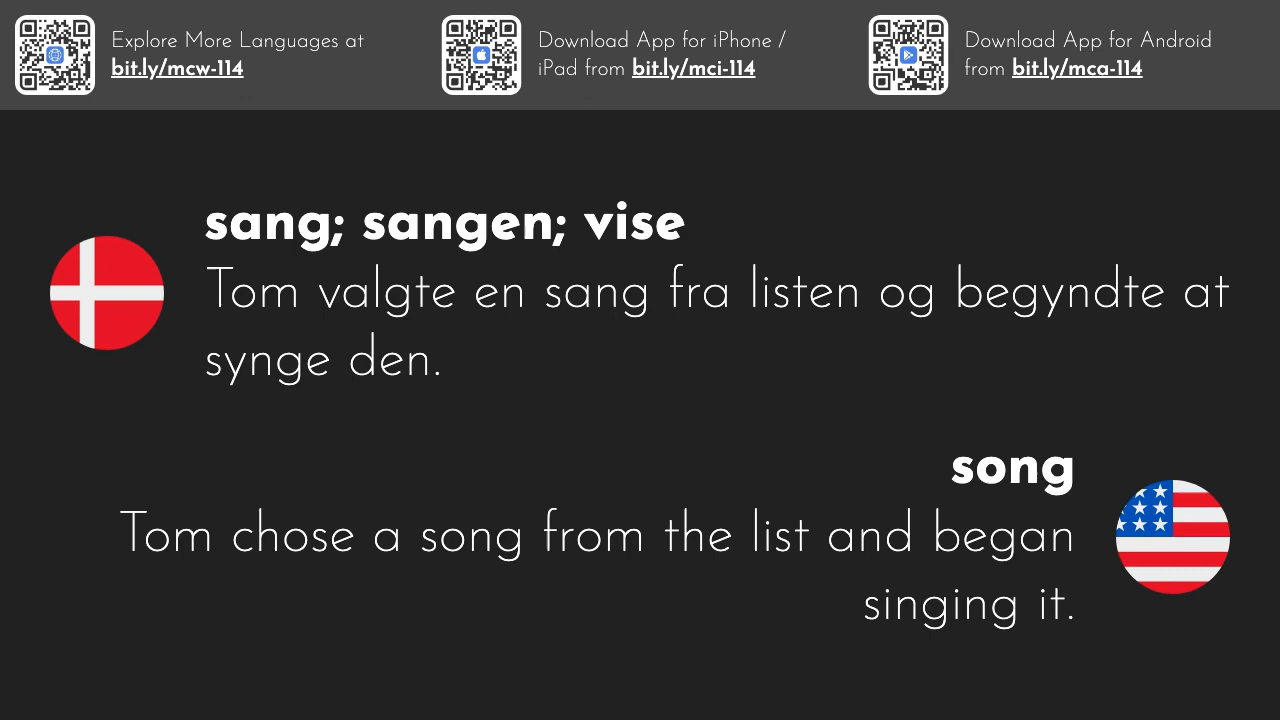 Explore More Languages at
bit.ly/mcw-114
Download App for iPhone /
iPad from bit.ly/mci-114
Download App for Android
from bit.ly/mca-114
sang; sangen; vise
Tom valgte en sang fra listen og begyndte at
synge den.
song
Tom chose a song from the list and began
singing it.